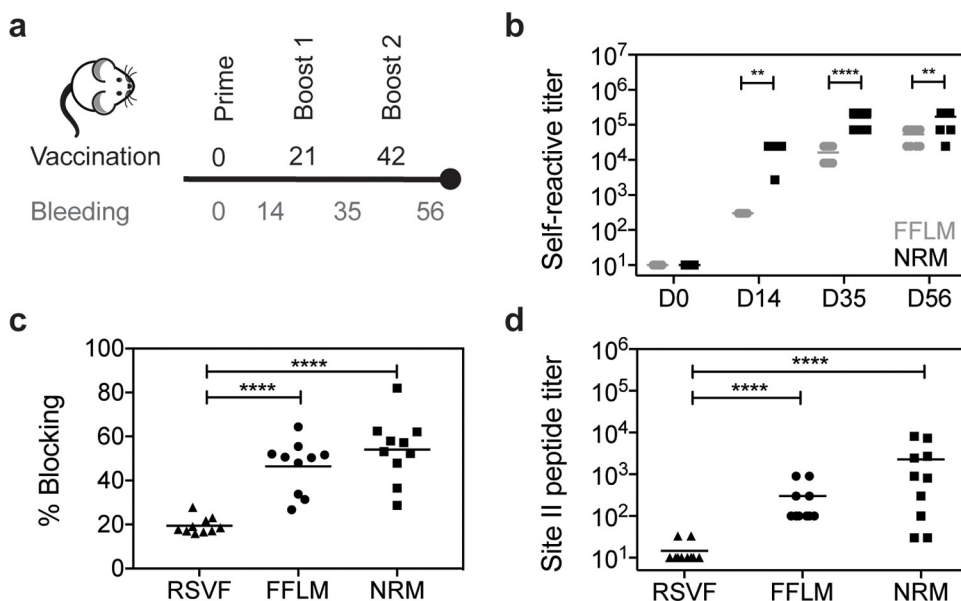 a
Prime
Boost 1
Boost 2
Vaccination 0 21 42
Bleeding 0 14 35 56
b
Self-reactive titer
10⁶
10⁵
10⁴
10³
10²
10¹
** **** **
FFLM
NRM
D0 D14 D35 D56
c
% Blocking
100
80
60
40
20
0
****
****
RSVF FFLM NRM
d
Site II peptide titer
10⁶
10⁵
10⁴
10³
10²
10¹
****
****
RSVF FFLM NRM